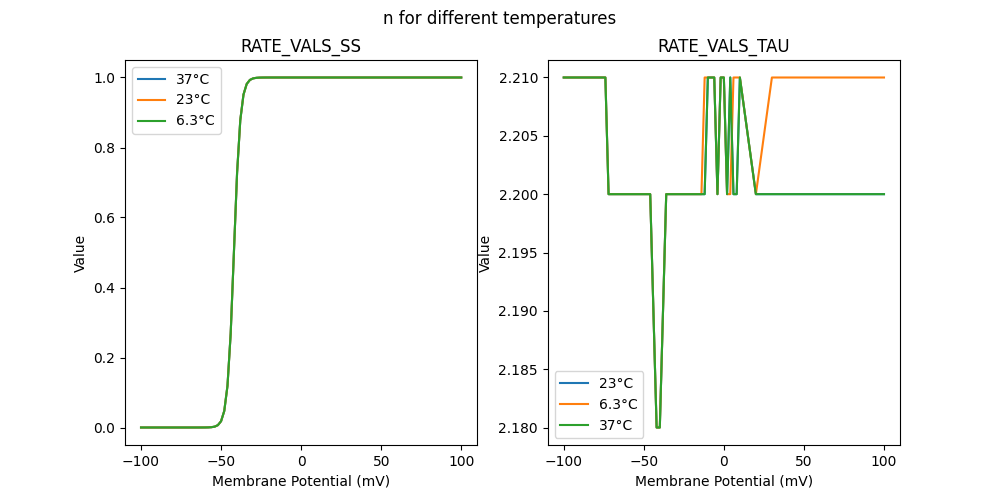 n for different temperatures
RATE_VALS_SS
37°C
23°C
6.3°C
1.0
0.8
0.6
0.4
0.2
0.0
Value
−100
−50
0
50
100
Membrane Potential (mV)
RATE_VALS_TAU
23°C
6.3°C
37°C
2.210
2.205
2.200
2.195
2.190
2.185
2.180
Value
−100
−50
0
50
100
Membrane Potential (mV)